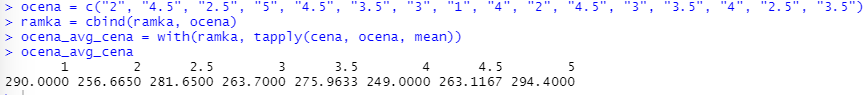 > ocena = c("2", "4.5", "2.5", "5", "4.5", "3.5", "3", "1", "4", "2", "4.5", "3", "3.5", "4", "2.5", "3.5")
> ramka = cbind(ramka, ocena)
> ocena_avg_cena = with(ramka, tapply(cena, ocena, mean))
> ocena_avg_cena
1 2 2.5 3 3.5 4 4.5 5
290.0000 256.6650 281.6500 263.7000 275.9633 249.0000 263.1167 294.4000